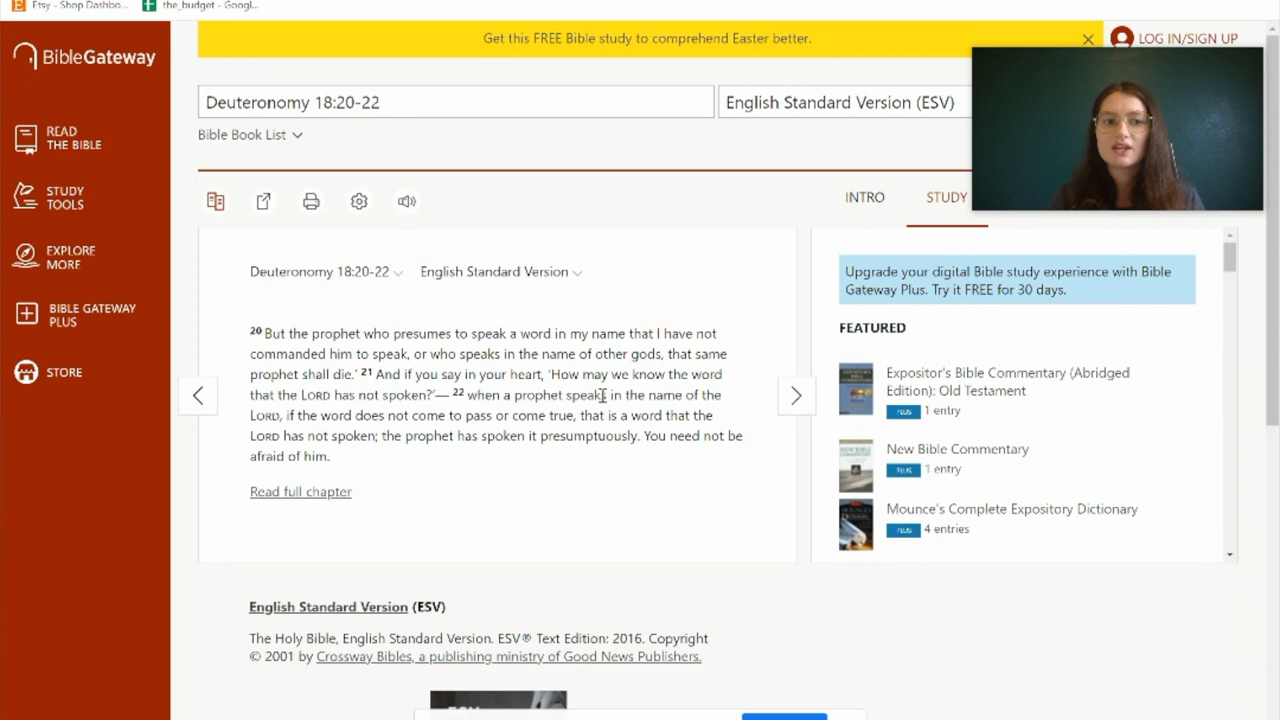 Etsy - Shop Dashbo...
the_budget - Googl...
Get this FREE Bible study to comprehend Easter better.
LOG IN/SIGN UP
BibleGateway
Deuteronomy 18:20-22
English Standard Version (ESV)
Bible Book List
READ
THE BIBLE
STUDY
TOOLS
EXPLORE
MORE
BIBLE GATEWAY
PLUS
STORE
INTRO
STUDY
Deuteronomy 18:20-22
English Standard Version
20 But the prophet who presumes to speak a word in my name that I have not
commanded him to speak, or who speaks in the name of other gods, that same
prophet shall die.' 21 And if you say in your heart, 'How may we know the word
that the LORD has not spoken?'— 22 when a prophet speaks in the name of the
LORD, if the word does not come to pass or come true, that is a word that the
LORD has not spoken; the prophet has spoken it presumptuously. You need not be
afraid of him.
Read full chapter
Upgrade your digital Bible study experience with Bible
Gateway Plus. Try it FREE for 30 days.
FEATURED
Expositor's Bible Commentary (Abridged
Edition): Old Testament
PLUS 1 entry
New Bible Commentary
PLUS 1 entry
Mounce's Complete Expository Dictionary
PLUS 4 entries
English Standard Version (ESV)
The Holy Bible, English Standard Version. ESV® Text Edition: 2016. Copyright
© 2001 by Crossway Bibles, a publishing ministry of Good News Publishers.